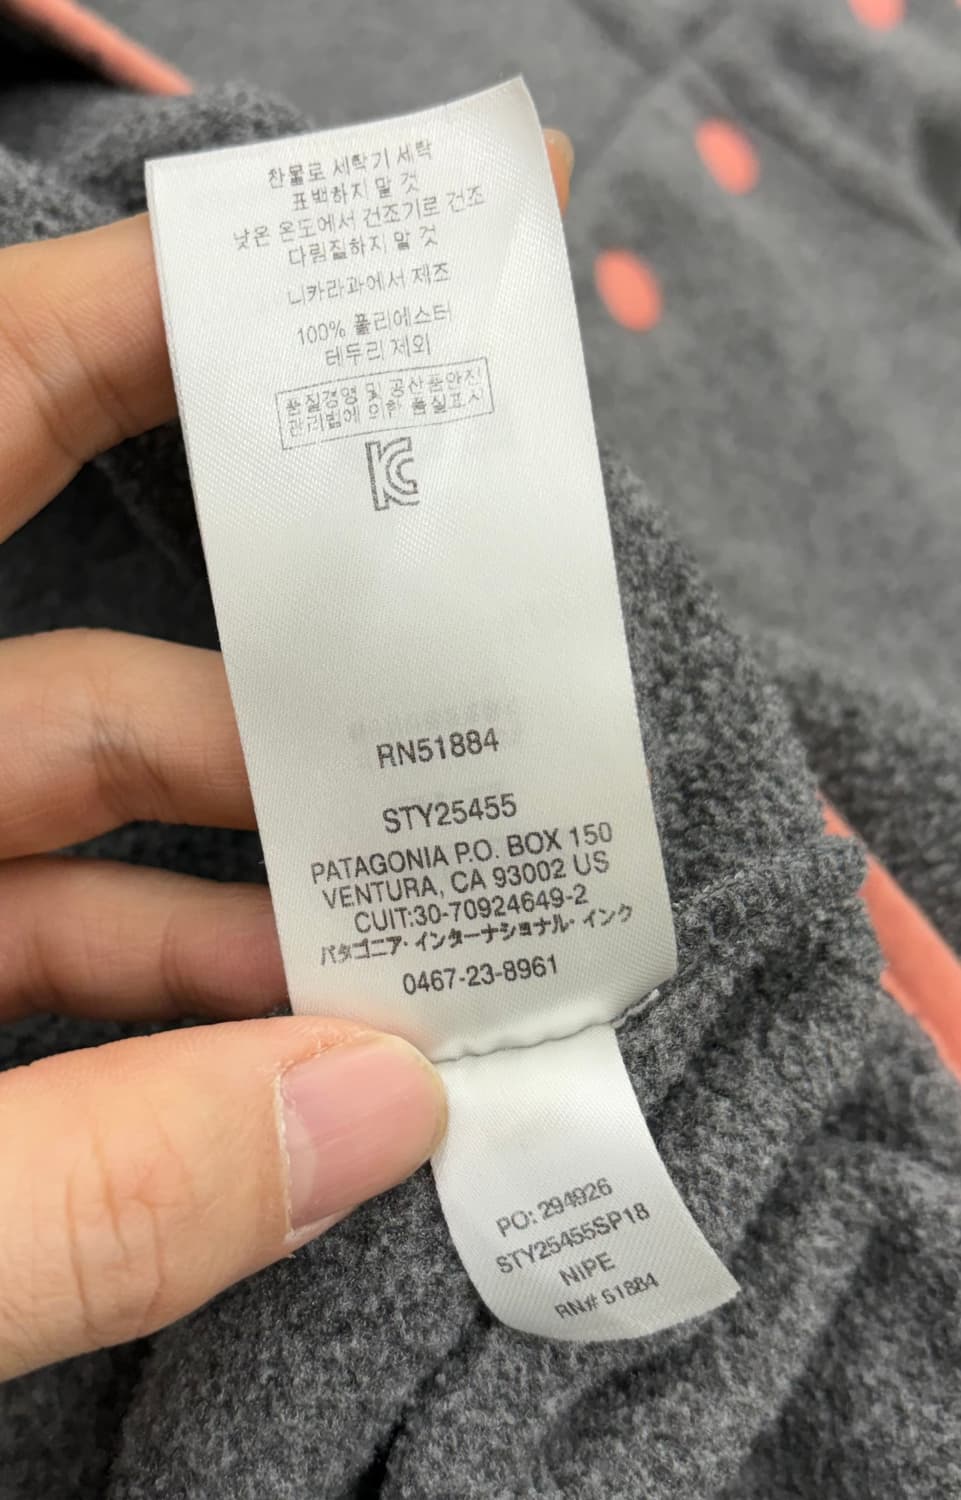 찬물로 세탁기 세탁
표백하지 말 것
낮은 온도에서 건조기로 건조
다림질하지 말 것
니카라과에서 제조
100% 폴리에스터
테두리 제외
품질경영 및 공산품안전
관리법에 의한 품질표시
KC
RN51884
STY25455
PATAGONIA P.O. BOX 150
VENTURA, CA 93002 US
CUIT:30-70924649-2
パタゴニア・インターナショナル・インク
0467-23-8961
PO: 294926
STY25455SP18
NIPE
RN# 51884